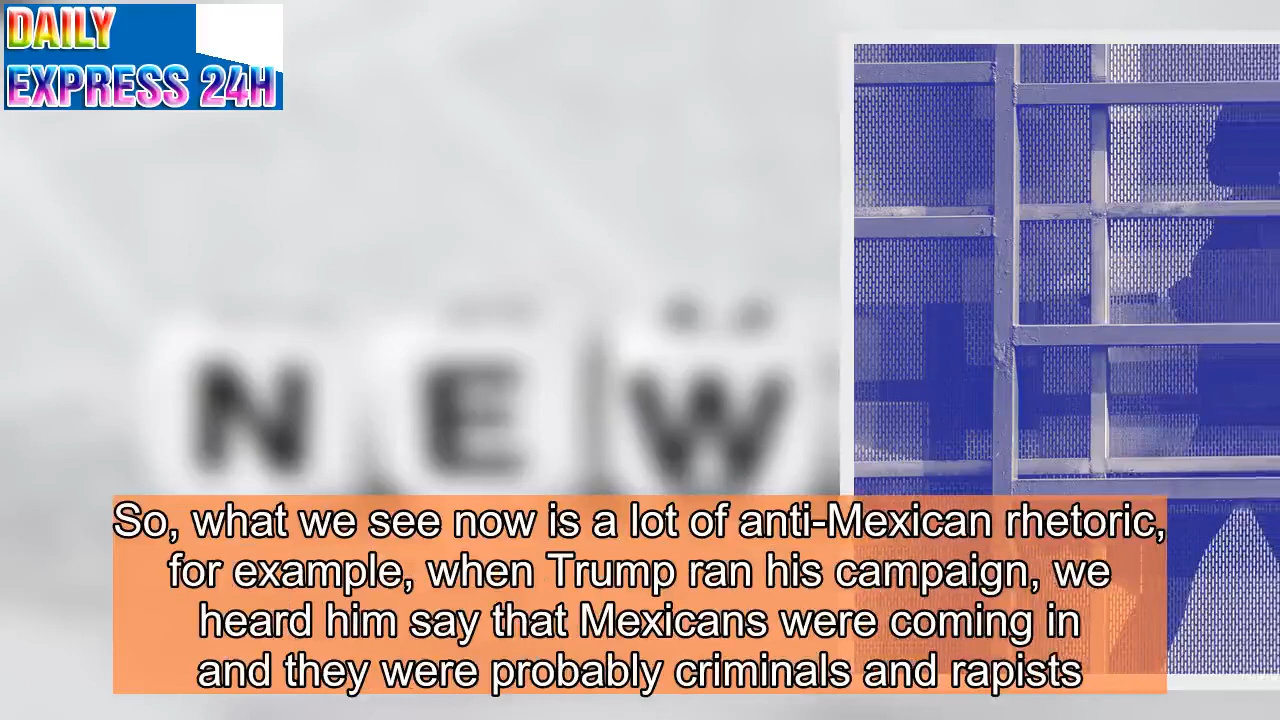 DAILY
EXPRESS 24H
NEW
So, what we see now is a lot of anti-Mexican rhetoric,
for example, when Trump ran his campaign, we
heard him say that Mexicans were coming in
and they were probably criminals and rapists